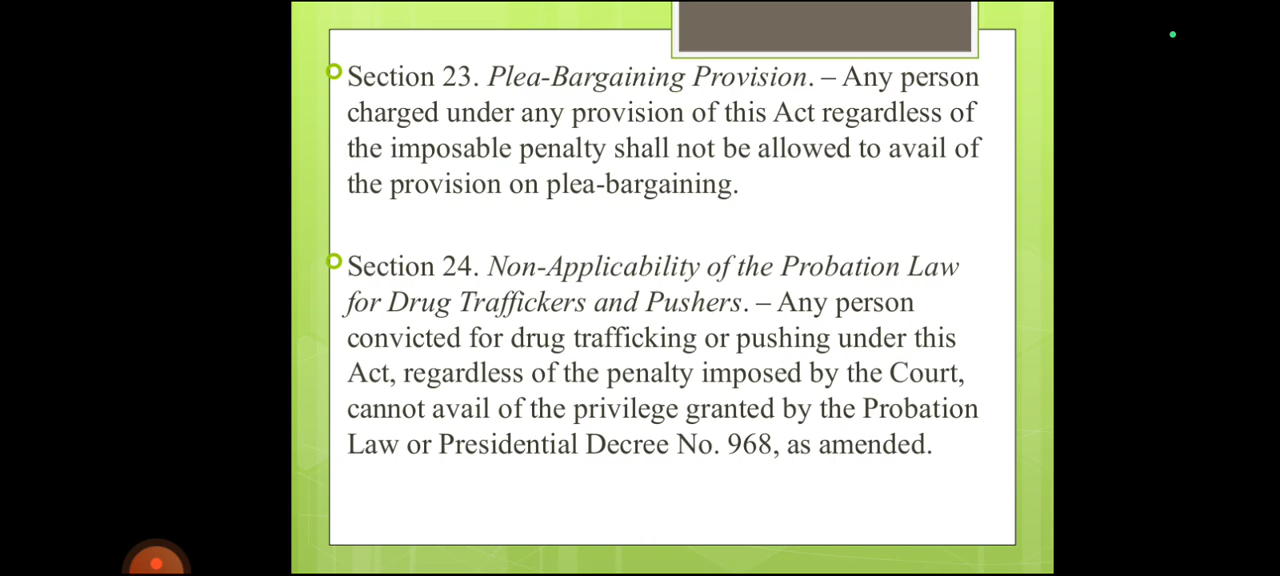 Section 23. Plea-Bargaining Provision. – Any person
charged under any provision of this Act regardless of
the imposable penalty shall not be allowed to avail of
the provision on plea-bargaining.
Section 24. Non-Applicability of the Probation Law
for Drug Traffickers and Pushers. – Any person
convicted for drug trafficking or pushing under this
Act, regardless of the penalty imposed by the Court,
cannot avail of the privilege granted by the Probation
Law or Presidential Decree No. 968, as amended.